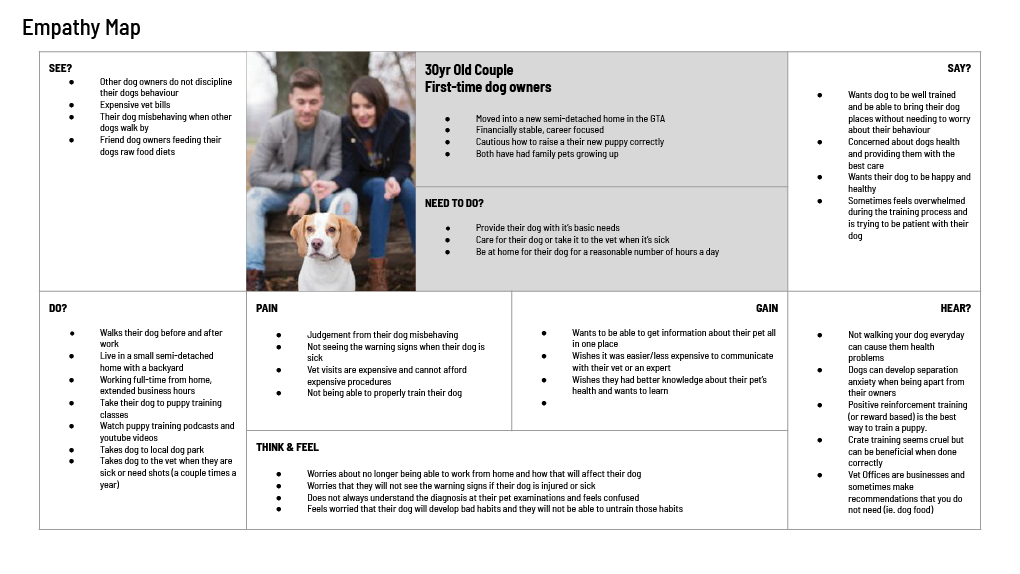 Empathy Map
SEE?
● Other dog owners do not discipline
their dogs behaviour
● Expensive vet bills
● Their dog misbehaving when other
dogs walk by
● Friend dog owners feeding their
dogs raw food diets
30yr Old Couple
First-time dog owners
● Moved into a new semi-detached home in the GTA
● Financially stable, career focused
● Cautious how to raise a their new puppy correctly
● Both have had family pets growing up
NEED TO DO?
● Provide their dog with it's basic needs
● Care for their dog or take it to the vet when it's sick
● Be at home for their dog for a reasonable number of hours a day
SAY?
● Wants dog to be well trained
and be able to bring their dog
places without needing to worry
about their behaviour
● Concerned about dogs health
and providing them with the
best care
● Wants their dog to be happy and
healthy
● Sometimes feels overwhelmed
during the training process and
is trying to be patient with their
dog
DO?
● Walks their dog before and after
work
● Live in a small semi-detached
home with a backyard
● Working full-time from home,
extended business hours
● Take their dog to puppy training
classes
● Watch puppy training podcasts and
youtube videos
● Takes dog to local dog park
● Takes dog to the vet when they are
sick or need shots (a couple times a
year)
PAIN
● Judgement from their dog misbehaving
● Not seeing the warning signs when their dog is
sick
● Vet visits are expensive and cannot afford
expensive procedures
● Not being able to properly train their dog
GAIN
● Wants to be able to get information about their pet all
in one place
● Wishes it was easier/less expensive to communicate
with their vet or an expert
● Wishes they had better knowledge about their pet's
health and wants to learn
●
THINK & FEEL
● Worries about no longer being able to work from home and how that will affect their dog
● Worries that they will not see the warning signs if their dog is injured or sick
● Does not always understand the diagnosis at their pet examinations and feels confused
● Feels worried that their dog will develop bad habits and they will not be able to untrain those habits
HEAR?
● Not walking your dog everyday
can cause them health
problems
● Dogs can develop separation
anxiety when being apart from
their owners
● Positive reinforcement training
(or reward based) is the best
way to train a puppy.
● Crate training seems cruel but
can be beneficial when done
correctly
● Vet Offices are businesses and
sometimes make
recommendations that you do
not need (ie. dog food)